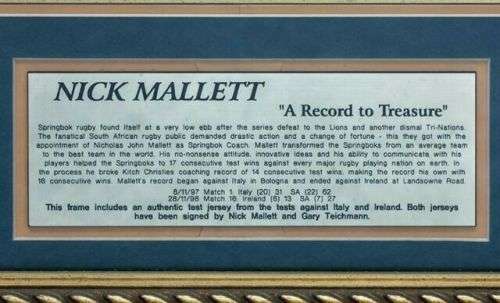 NICK MALLETT
"A Record to Treasure"
Springbok rugby found itself at a very low ebb after the series defeat to the Lions and another dismal Tri-Nations.
The fanatical South African rugby public demanded drastic action and a change of fortune - this they got with the
appointment of Nicholas John Mallett as Springbok Coach. Mallett transformed the Springboks from an average team
to the best team in the world. His no-nonsense attitude, innovative ideas and his ability to communicate with his
players helped the Springboks to 17 consecutive test wins against every major rugby playing nation on earth. In
the process he broke Kitch Christies coaching record of 14 consecutive test wins, making the record his own with
16 consecutive wins. Mallett's record began against Italy in Bologna and ended against Ireland at Landsowne Road.
8/11/97 Match 1 Italy (20) 31 SA (22) 62
28/11/98 Match 16 Ireland (6) 13 SA (7) 27
This frame includes an authentic test jersey from the tests against Italy and Ireland. Both jerseys
have been signed by Nick Mallett and Gary Teichmann.